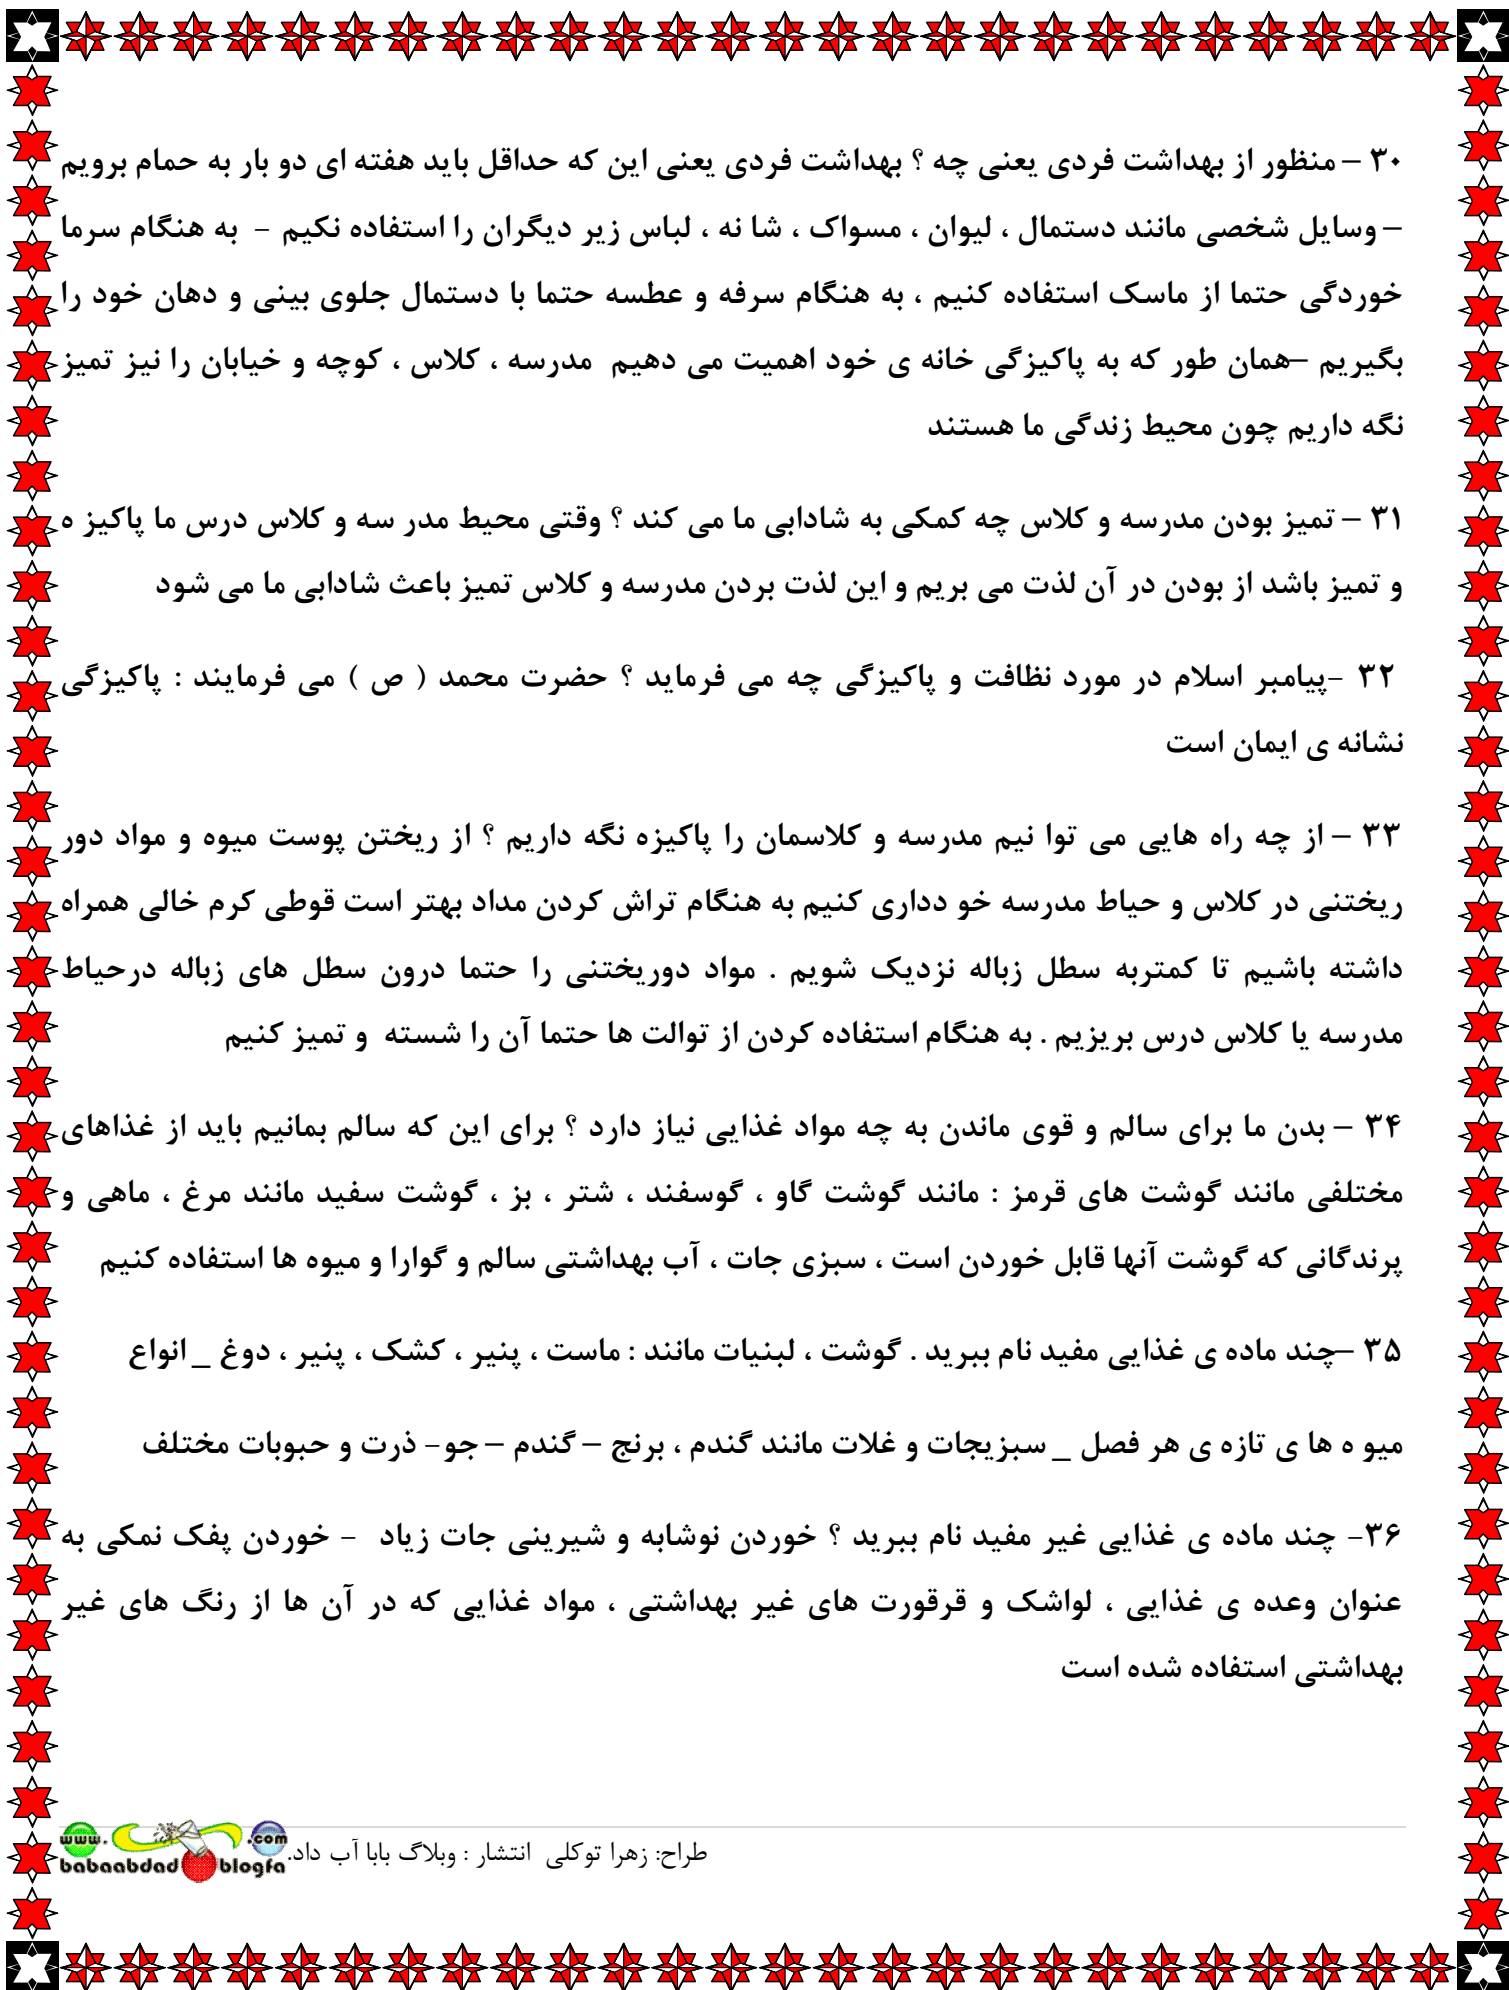 ۳۰ – منظور از بهداشت فردی یعنی چه ؟ بهداشت فردی یعنی این که حداقل باید هفته ای دو بار به حمام برویم
– وسایل شخصی مانند دستمال ، لیوان ، مسواک ، شا نه ، لباس زیر دیگران را استفاده نکیم - به هنگام سرما
خوردگی حتما از ماسک استفاده کنیم ، به هنگام سرفه و عطسه حتما با دستمال جلوی بینی و دهان خود را
بگیریم –همان طور که به پاکیزگی خانه ی خود اهمیت می دهیم مدرسه ، کلاس ، کوچه و خیابان را نیز تمیز
نگه داریم چون محیط زندگی ما هستند
۳۱ – تمیز بودن مدرسه و کلاس چه کمکی به شادابی ما می کند ؟ وقتی محیط مدر سه و کلاس درس ما پاکیز ه
و تمیز باشد از بودن در آن لذت می بریم و این لذت بردن مدرسه و کلاس تمیز باعث شادابی ما می شود
۳۲ -پیامبر اسلام در مورد نظافت و پاکیزگی چه می فرماید ؟ حضرت محمد ( ص ) می فرمایند : پاکیزگی
نشانه ی ایمان است
۳۳ – از چه راه هایی می توا نیم مدرسه و کلاسمان را پاکیزه نگه داریم ؟ از ریختن پوست میوه و مواد دور
ریختنی در کلاس و حیاط مدرسه خو دداری کنیم به هنگام تراش کردن مداد بهتر است قوطی کرم خالی همراه
داشته باشیم تا کمتربه سطل زباله نزدیک شویم . مواد دوریختنی را حتما درون سطل های زباله درحیاط
مدرسه یا کلاس درس بریزیم . به هنگام استفاده کردن از توالت ها حتما آن را شسته و تمیز کنیم
۳۴ – بدن ما برای سالم و قوی ماندن به چه مواد غذایی نیاز دارد ؟ برای این که سالم بمانیم باید از غذاهای
مختلفی مانند گوشت های قرمز : مانند گوشت گاو ، گوسفند ، شتر ، بز ، گوشت سفید مانند مرغ ، ماهی و
پرندگانی که گوشت آنها قابل خوردن است ، سبزی جات ، آب بهداشتی سالم و گوارا و میوه ها استفاده کنیم
۳۵ –چند ماده ی غذایی مفید نام ببرید . گوشت ، لبنیات مانند : ماست ، پنیر ، کشک ، پنیر ، دوغ _ انواع
میو ه ها ی تازه ی هر فصل _ سبزیجات و غلات مانند گندم ، برنج – گندم – جو- ذرت و حبوبات مختلف
۳۶- چند ماده ی غذایی غیر مفید نام ببرید ؟ خوردن نوشابه و شیرینی جات زیاد - خوردن پفک نمکی به
عنوان وعده ی غذایی ، لواشک و قرقورت های غیر بهداشتی ، مواد غذایی که در آن ها از رنگ های غیر
بهداشتی استفاده شده است
طراح: زهرا توکلی انتشار : وبلاگ بابا آب داد.
www. .com
babaabdad blogfa